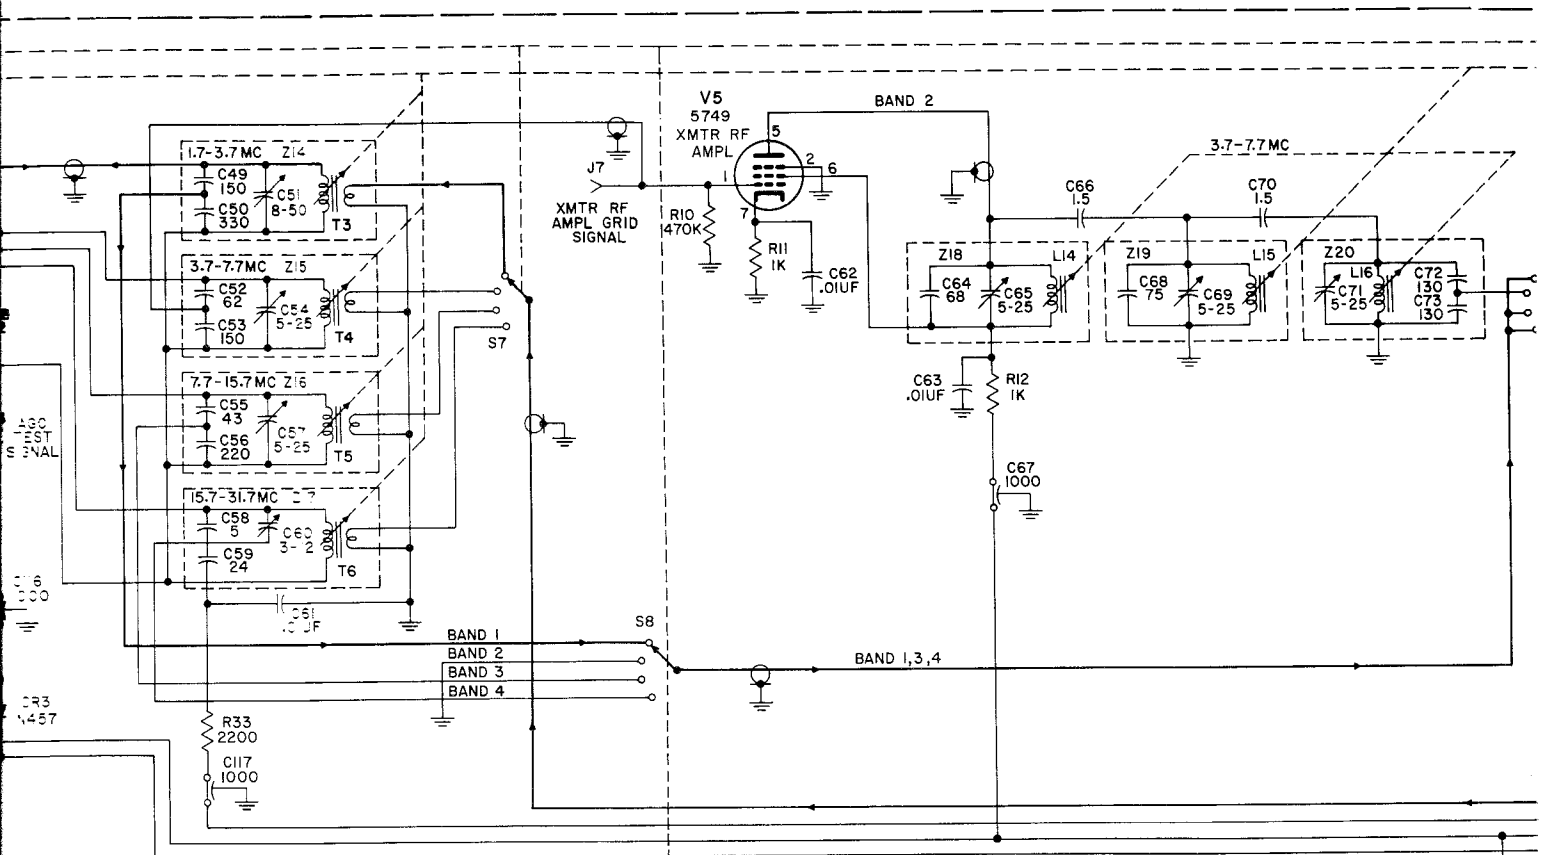 V5
5749
XMTR RF
AMPL
BAND 2
5
2
6
1
7
J7
XMTR RF
AMPL GRID
SIGNAL
R10
470K
R11
1K
C62
.01UF
1.7-3.7 MC Z14
C49
150
C50
330
C51
8-50
T3
3.7-7.7MC Z15
C52
62
C53
150
C54
5-25
T4
7.7-15.7MC Z16
C55
43
C56
220
C57
5-25
T5
15.7-31.7MC
C58
5
C59
24
C60
T6
C61
S7
AGC
TEST
R33
2200
C117
1000
BAND 1
BAND 2
BAND 3
BAND 4
S8
BAND 1,3,4
3.7-7.7 MC
C66
1.5
C70
1.5
Z18
L14
C64
68
C65
5-25
Z19
L15
C68
75
C69
5-25
Z20
L16
C71
5-25
C72
130
C73
130
C63
.01UF
R12
1K
C67
1000